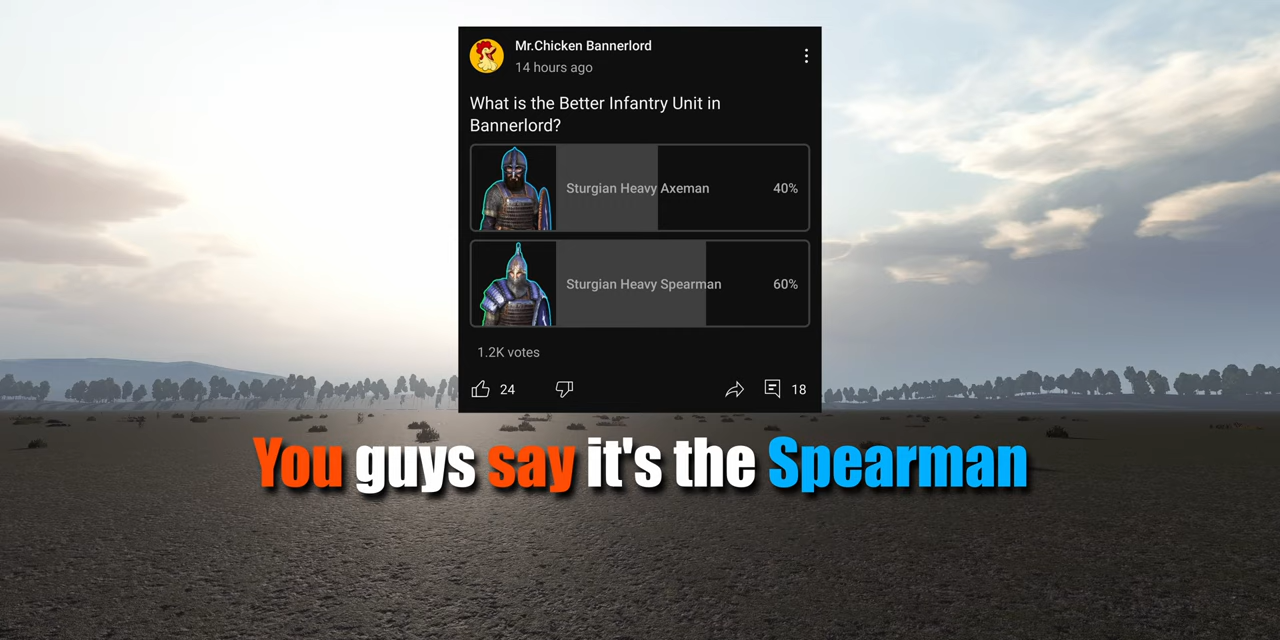 Mr.Chicken Bannerlord
14 hours ago
What is the Better Infantry Unit in
Bannerlord?
Sturgian Heavy Axeman 40%
Sturgian Heavy Spearman 60%
1.2K votes
24 18
You guys say it's the Spearman